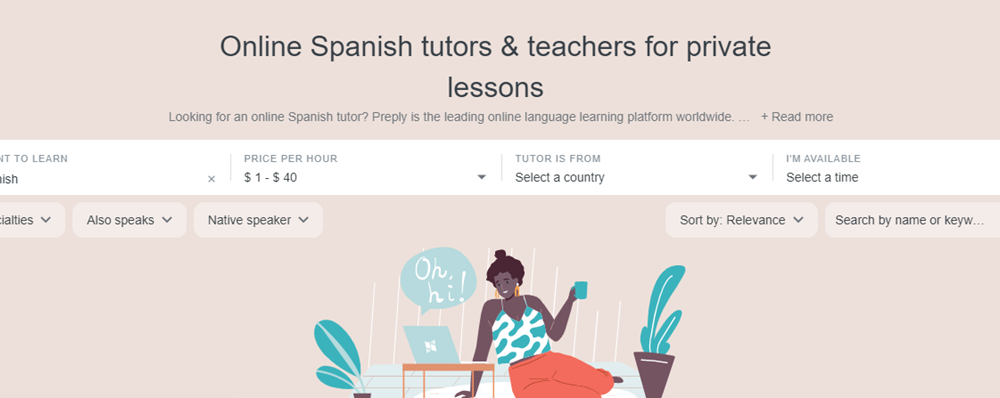 Online Spanish tutors & teachers for private
lessons
Looking for an online Spanish tutor? Preply is the leading online language learning platform worldwide. ... + Read more
NT TO LEARN
PRICE PER HOUR
TUTOR IS FROM
I'M AVAILABLE
nish ×
$ 1 - $ 40
Select a country
Select a time
cialties
Also speaks
Native speaker
Sort by: Relevance
Search by name or keyw...
Oh,
hi!